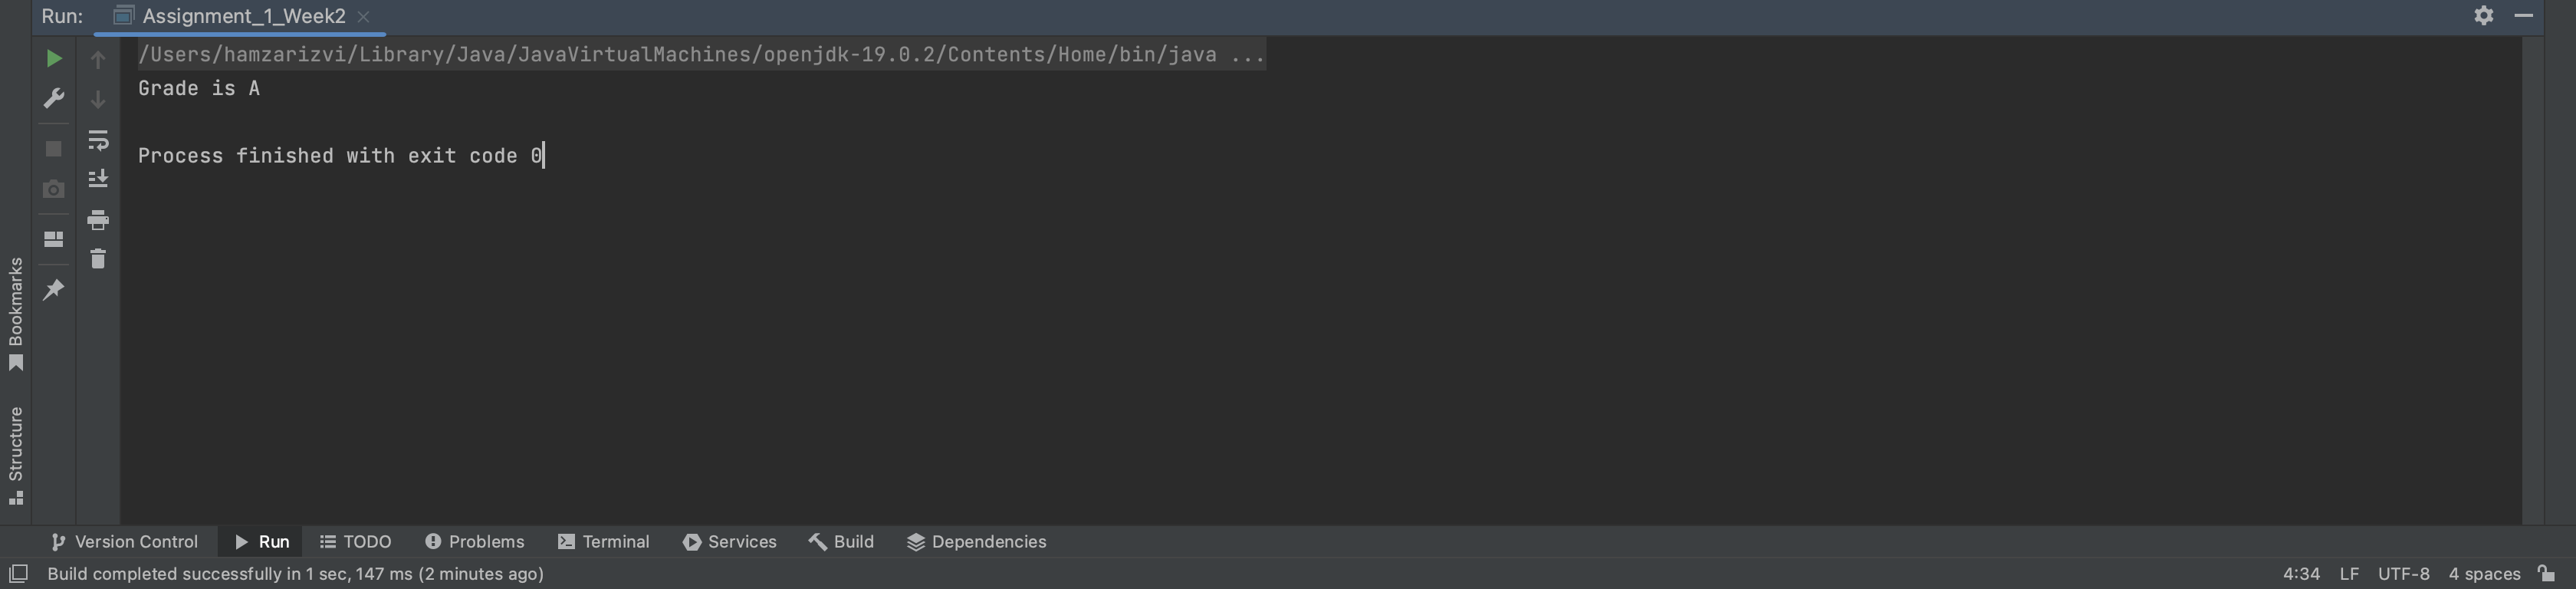 Run: Assignment_1_Week2
/Users/hamzarizvi/Library/Java/JavaVirtualMachines/openjdk-19.0.2/Contents/Home/bin/java ...
Grade is A
Process finished with exit code 0
Bookmarks
Structure
Version Control Run TODO Problems Terminal Services Build Dependencies
Build completed successfully in 1 sec, 147 ms (2 minutes ago) 4:34 LF UTF-8 4 spaces